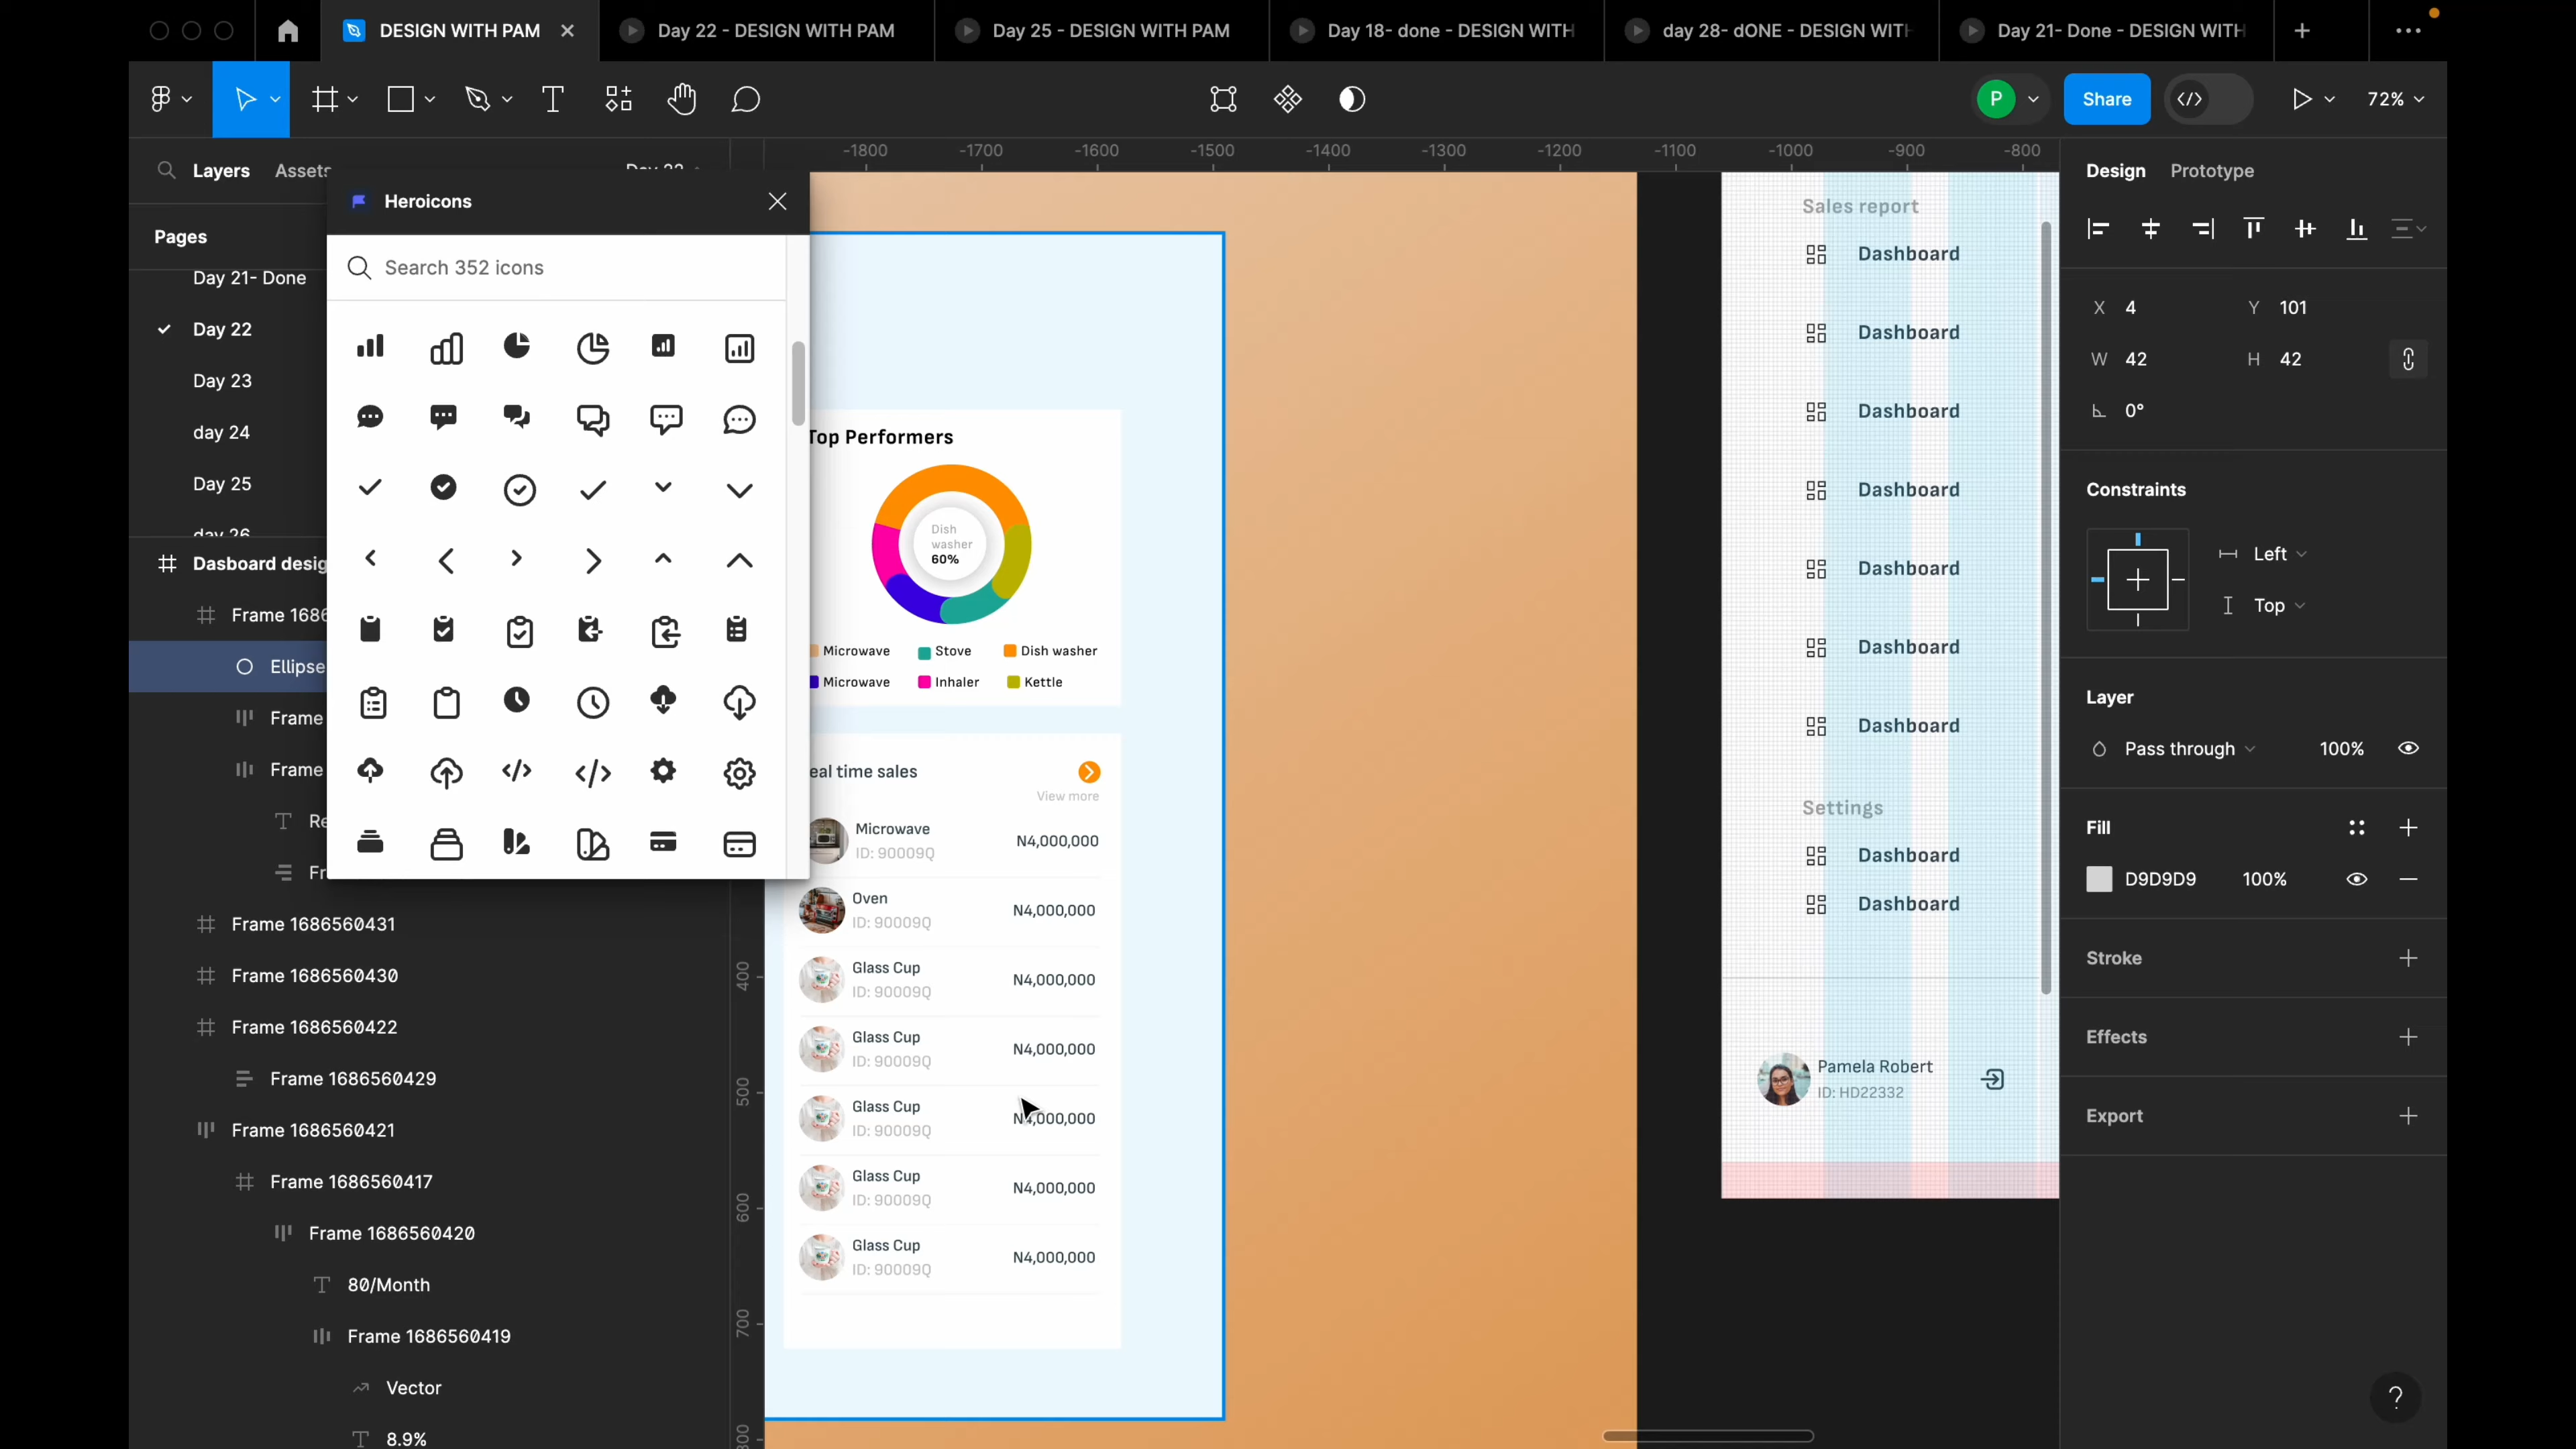 DESIGN WITH PAM
Day 22 - DESIGN WITH PAM
Day 25 - DESIGN WITH PAM
Day 18- done - DESIGN WITH
day 28- dONE - DESIGN WITH
Day 21- Done - DESIGN WITH
P
Share
72%
Layers
Assets
Day 22
Pages
Day 21- Done
Day 22
Day 23
day 24
Day 25
day 26
Dasboard desig
Frame 1686
Ellipse
Frame
Frame
Re
Fr
Frame 1686560431
Frame 1686560430
Frame 1686560422
Frame 1686560429
Frame 1686560421
Frame 1686560417
Frame 1686560420
80/Month
Frame 1686560419
Vector
8.9%
Heroicons
Search 352 icons
-1800 -1700 -1600 -1500 -1400 -1300 -1200 -1100 -1000 -900 -800
400
500
600
700
Top Performers
Dish
washer
60%
Microwave Stove Dish washer
Microwave Inhaler Kettle
eal time sales
View more
Microwave
ID: 90009Q
N4,000,000
Oven
ID: 90009Q
N4,000,000
Glass Cup
ID: 90009Q
N4,000,000
Glass Cup
ID: 90009Q
N4,000,000
Glass Cup
ID: 90009Q
N4,000,000
Glass Cup
ID: 90009Q
N4,000,000
Glass Cup
ID: 90009Q
N4,000,000
Sales report
Dashboard
Dashboard
Dashboard
Dashboard
Dashboard
Dashboard
Dashboard
Settings
Dashboard
Dashboard
Pamela Robert
ID: HD22332
Design
Prototype
X 4 Y 101
W 42 H 42
0°
Constraints
Left
Top
Layer
Pass through 100%
Fill
D9D9D9 100%
Stroke
Effects
Export
?